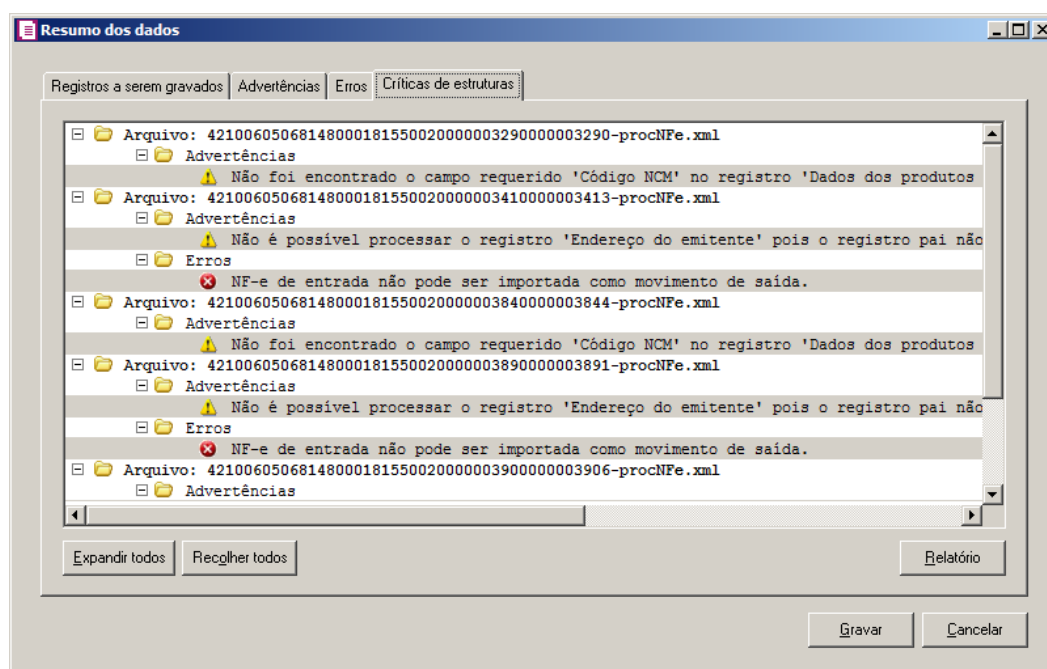 Resumo dos dados
Registros a serem gravados Advertências Erros Críticas de estruturas
Arquivo: 42100605068148000181550020000003290000003290-procNFe.xml
Advertências
Não foi encontrado o campo requerido 'Código NCM' no registro 'Dados dos produtos
Arquivo: 42100605068148000181550020000003410000003413-procNFe.xml
Advertências
Não é possível processar o registro 'Endereço do emitente' pois o registro pai não
Erros
NF-e de entrada não pode ser importada como movimento de saída.
Arquivo: 42100605068148000181550020000003840000003844-procNFe.xml
Advertências
Não foi encontrado o campo requerido 'Código NCM' no registro 'Dados dos produtos
Arquivo: 42100605068148000181550020000003890000003891-procNFe.xml
Advertências
Não é possível processar o registro 'Endereço do emitente' pois o registro pai não
Erros
NF-e de entrada não pode ser importada como movimento de saída.
Arquivo: 42100605068148000181550020000003900000003906-procNFe.xml
Advertências
Expandir todos Recolher todos Relatório
Gravar Cancelar